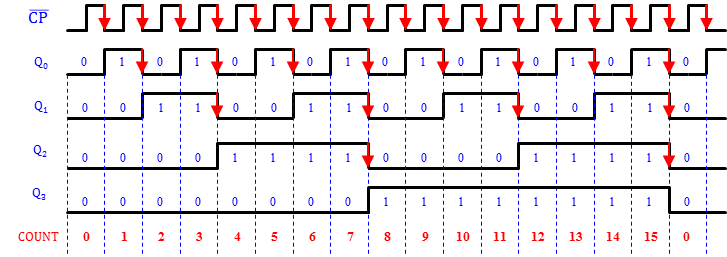 C̅P̅
Q₀ 0 1 0 1 0 1 0 1 0 1 0 1 0 1 0 1 0
Q₁ 0 0 1 1 0 0 1 1 0 0 1 1 0 0 1 1 0
Q₂ 0 0 0 0 1 1 1 1 0 0 0 0 1 1 1 1 0
Q₃ 0 0 0 0 0 0 0 0 1 1 1 1 1 1 1 1 0
COUNT 0 1 2 3 4 5 6 7 8 9 10 11 12 13 14 15 0